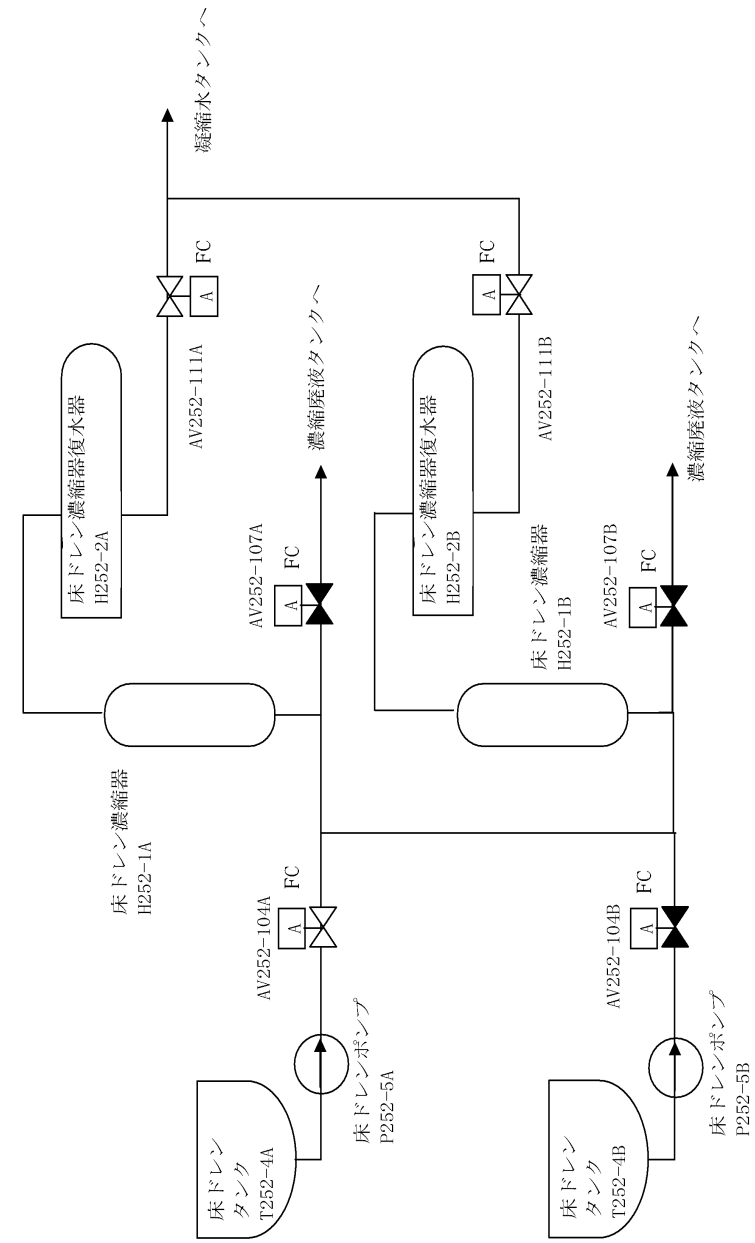 凝縮水タンクへ
FC
A
AV252-111A
床ドレン濃縮器復水器
H252-2A
濃縮廃液タンクへ
FC
A
AV252-107A
床ドレン濃縮器
H252-1A
FC
A
AV252-104A
床ドレンポンプ
P252-5A
床ドレン
タンク
T252-4A
FC
A
AV252-111B
床ドレン濃縮器復水器
H252-2B
濃縮廃液タンクへ
FC
A
AV252-107B
床ドレン濃縮器
H252-1B
FC
A
AV252-104B
床ドレンポンプ
P252-5B
床ドレン
タンク
T252-4B